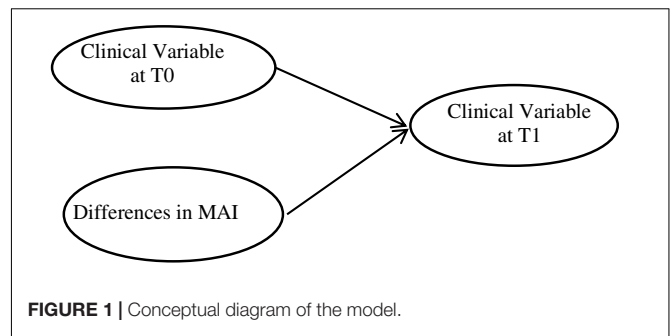 Clinical Variable
at T0
Clinical Variable
at T1
Differences in MAI
FIGURE 1 | Conceptual diagram of the model.